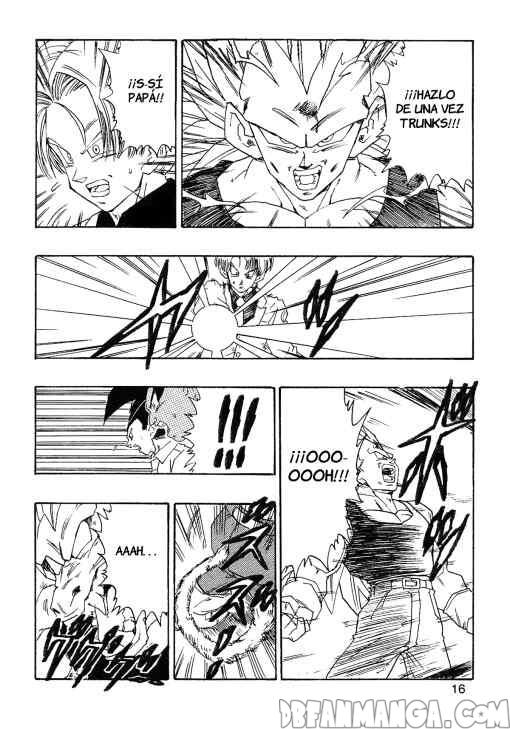 ¡¡¡HAZLO
DE UNA VEZ
TRUNKS!!!
¡¡S-SÍ
PAPÁ!!
¡¡¡OOO-
OOOH!!!
!!!
AAAH...
16
DBFANMANGA.COM